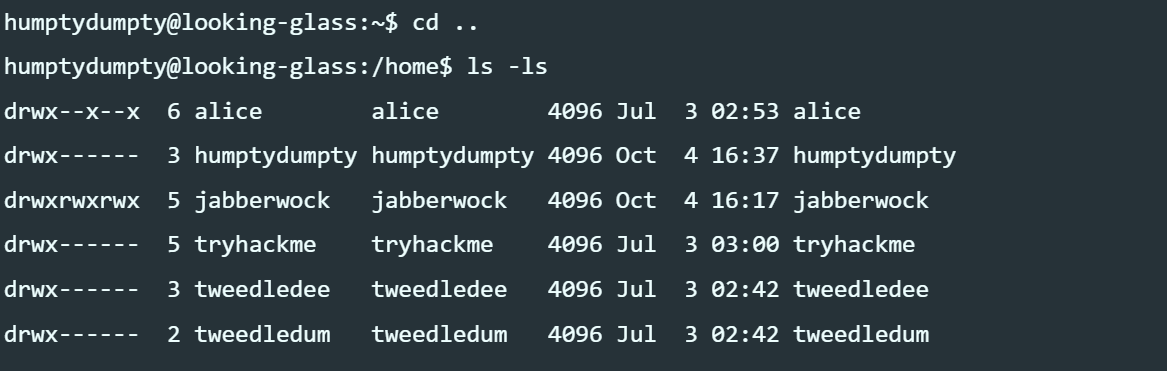 humptydumpty@looking-glass:~$ cd ..
humptydumpty@looking-glass:/home$ ls -ls
drwx--x--x  6 alice        alice        4096 Jul  3 02:53 alice
drwx------  3 humptydumpty humptydumpty 4096 Oct  4 16:37 humptydumpty
drwxrwxrwx  5 jabberwock   jabberwock   4096 Oct  4 16:17 jabberwock
drwx------  5 tryhackme    tryhackme    4096 Jul  3 03:00 tryhackme
drwx------  3 tweedledee   tweedledee   4096 Jul  3 02:42 tweedledee
drwx------  2 tweedledum   tweedledum   4096 Jul  3 02:42 tweedledum